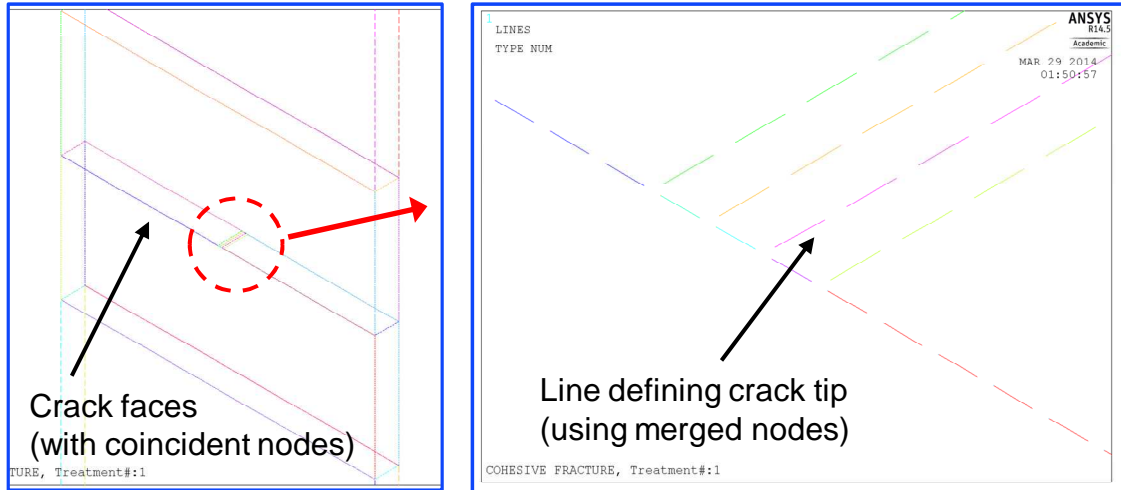 Crack faces
(with coincident nodes)
TURE, Treatment#:1
1
LINES
TYPE NUM
ANSYS
R14.5
Academic
MAR 29 2014
01:50:57
Line defining crack tip
(using merged nodes)
COHESIVE FRACTURE, Treatment#:1